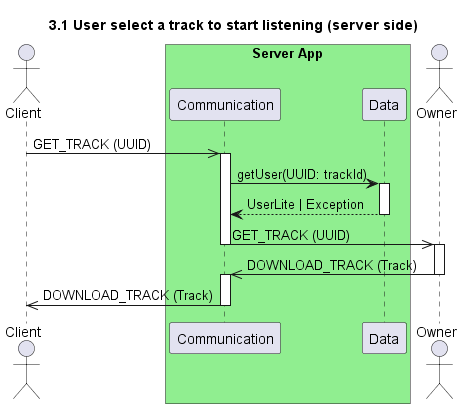 3.1 User select a track to start listening (server side)
Server App
Client
Communication
Data
Owner
GET_TRACK (UUID)
getUser(UUID: trackId)
UserLite | Exception
GET_TRACK (UUID)
DOWNLOAD_TRACK (Track)
DOWNLOAD_TRACK (Track)
Client
Communication
Data
Owner